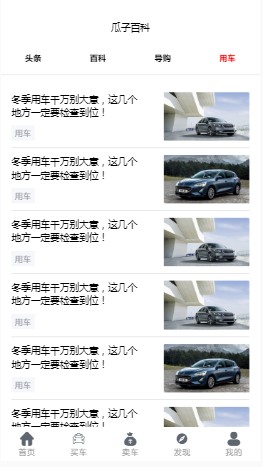 瓜子百科
头条 百科 导购 用车
冬季用车千万别大意，这几个
地方一定要检查到位！
用车
冬季用车千万别大意，这几个
地方一定要检查到位！
用车
冬季用车千万别大意，这几个
地方一定要检查到位！
用车
冬季用车千万别大意，这几个
地方一定要检查到位！
用车
冬季用车千万别大意，这几个
地方一定要检查到位！
用车
冬季用车千万别大意，这几个
地方一定要检查到位！
首页 买车 卖车 发现 我的